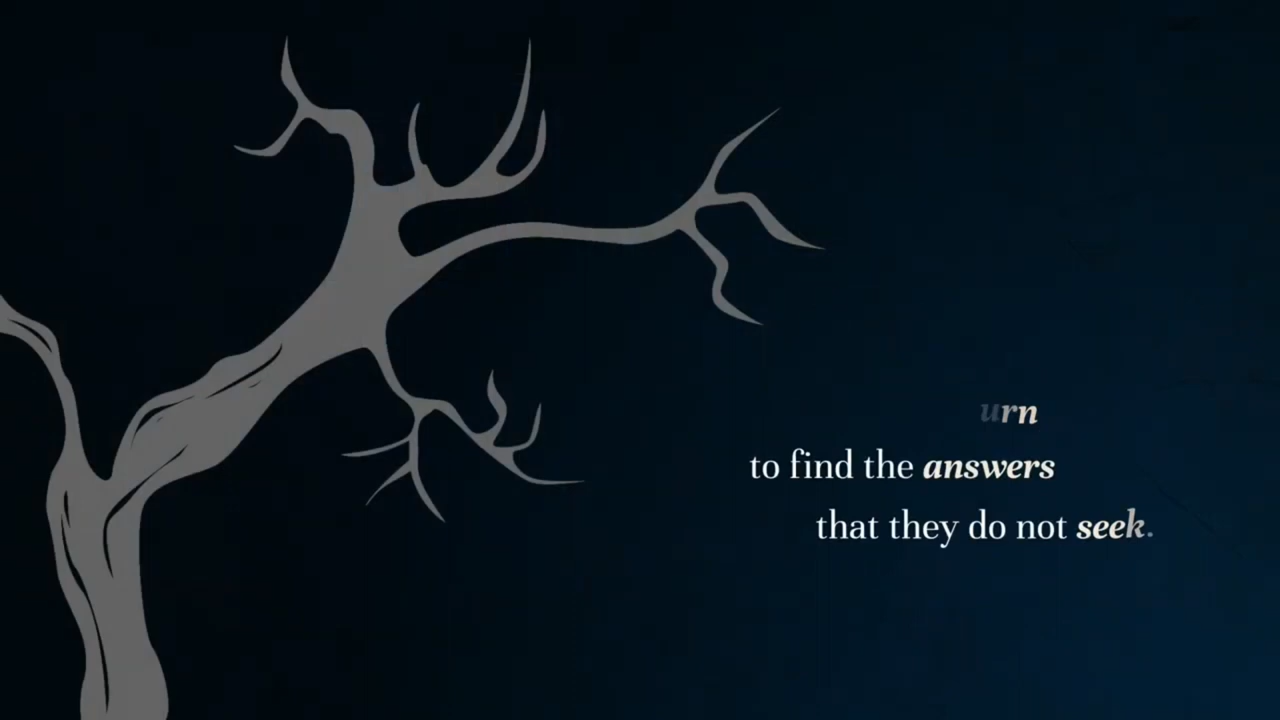 urn
to find the answers
that they do not seek.